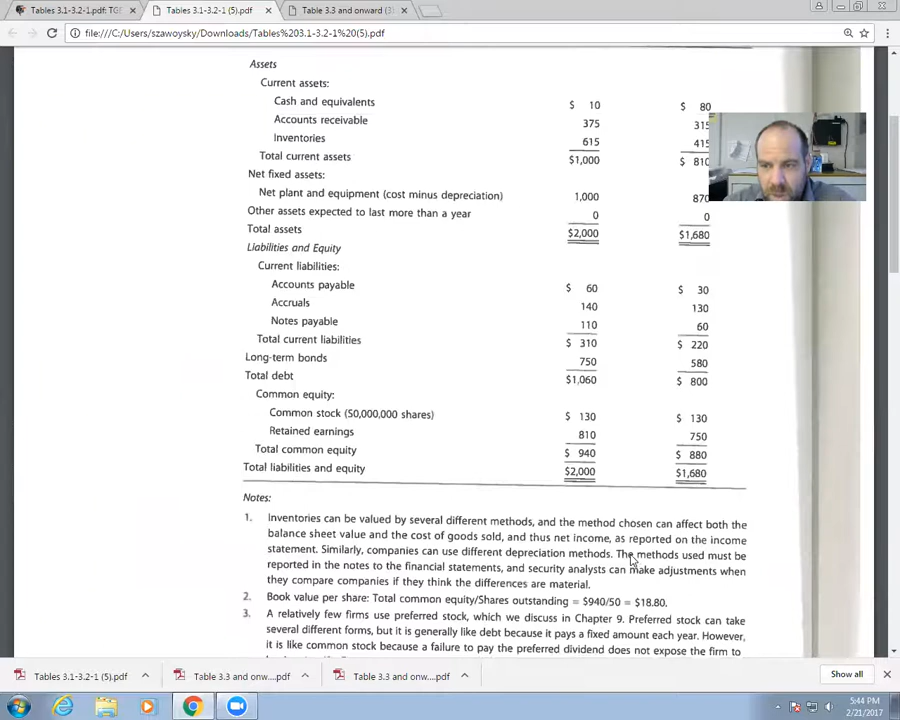 Tables 3.1-3.2-1.pdf: TGE
Tables 3.1-3.2-1 (5).pdf
Table 3.3 and onward (3)
file:///C:/Users/szawoysky/Downloads/Tables%203.1-3.2-1%20(5).pdf
Assets
Current assets:
Cash and equivalents $ 10 $ 80
Accounts receivable 375 315
Inventories 615 415
Total current assets $1,000 $ 810
Net fixed assets:
Net plant and equipment (cost minus depreciation) 1,000 870
Other assets expected to last more than a year 0 0
Total assets $2,000 $1,680
Liabilities and Equity
Current liabilities:
Accounts payable $ 60 $ 30
Accruals 140 130
Notes payable 110 60
Total current liabilities $ 310 $ 220
Long-term bonds 750 580
Total debt $1,060 $ 800
Common equity:
Common stock (50,000,000 shares) $ 130 $ 130
Retained earnings 810 750
Total common equity $ 940 $ 880
Total liabilities and equity $2,000 $1,680
Notes:
1. Inventories can be valued by several different methods, and the method chosen can affect both the
balance sheet value and the cost of goods sold, and thus net income, as reported on the income
statement. Similarly, companies can use different depreciation methods. The methods used must be
reported in the notes to the financial statements, and security analysts can make adjustments when
they compare companies if they think the differences are material.
2. Book value per share: Total common equity/Shares outstanding = $940/50 = $18.80.
3. A relatively few firms use preferred stock, which we discuss in Chapter 9. Preferred stock can take
several different forms, but it is generally like debt because it pays a fixed amount each year. However,
it is like common stock because a failure to pay the preferred dividend does not expose the firm to
Tables 3.1-3.2-1 (5).pdf
Table 3.3 and onw....pdf
Table 3.3 and onw....pdf
Show all
5:44 PM
2/21/2017